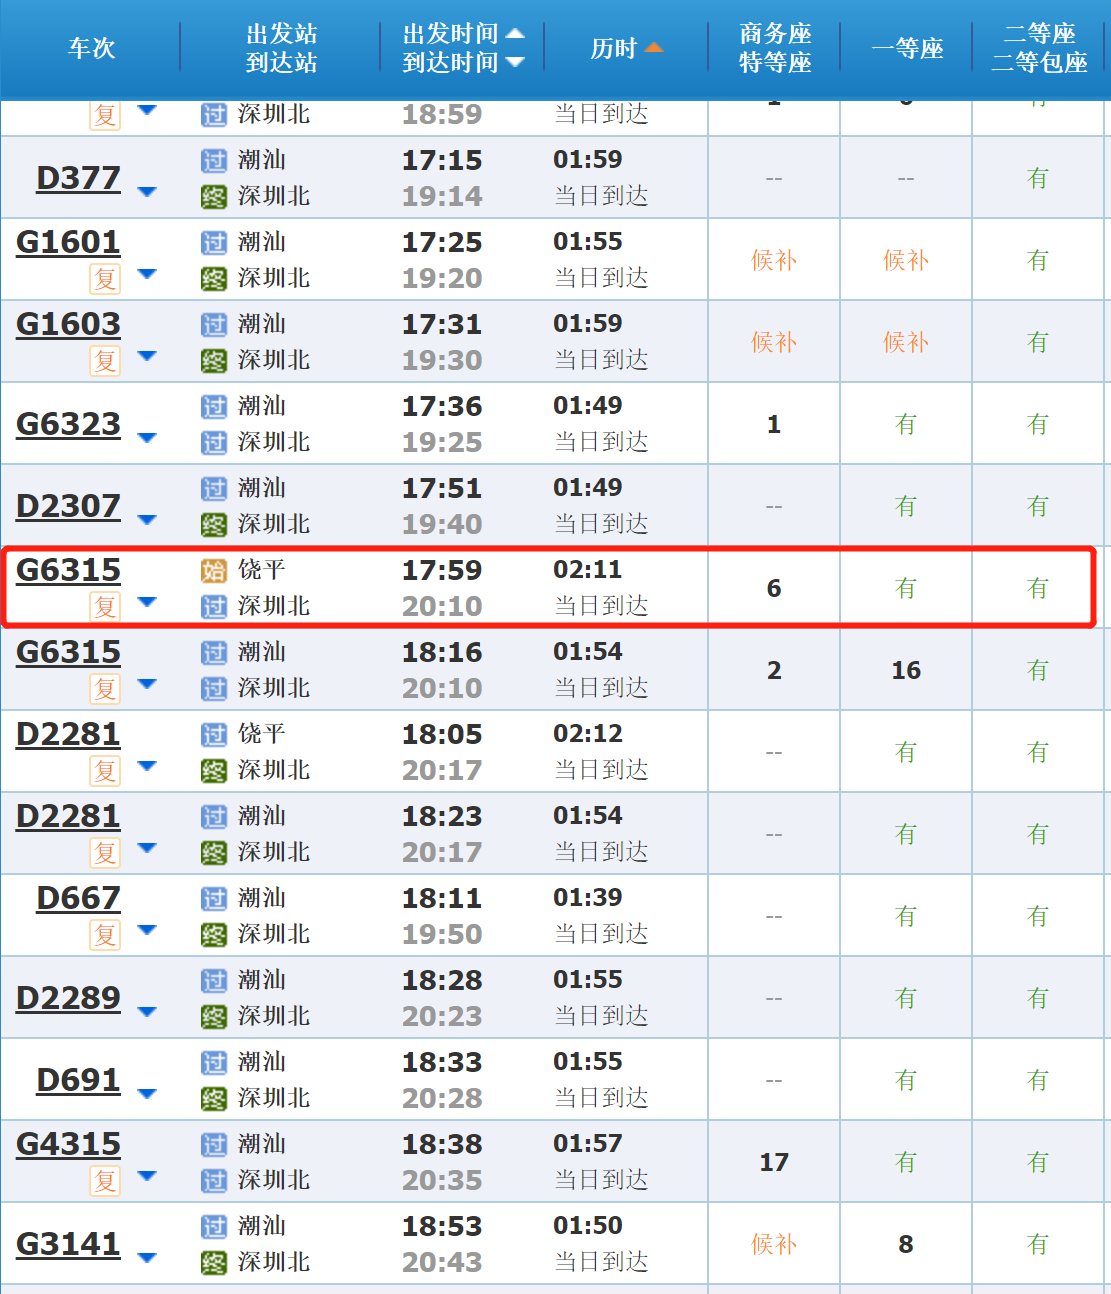 车次
出发站
到达站
出发时间
到达时间
历时
商务座
特等座
一等座
二等座
二等包座
复 过 深圳北 18:59 当日到达
D377 过 潮汕 17:15 01:59 -- -- 有
终 深圳北 19:14 当日到达
G1601 过 潮汕 17:25 01:55 候补 候补 有
复 终 深圳北 19:20 当日到达
G1603 过 潮汕 17:31 01:59 候补 候补 有
复 终 深圳北 19:30 当日到达
G6323 过 潮汕 17:36 01:49 1 有 有
过 深圳北 19:25 当日到达
D2307 过 潮汕 17:51 01:49 -- 有 有
终 深圳北 19:40 当日到达
G6315 始 饶平 17:59 02:11 6 有 有
复 过 深圳北 20:10 当日到达
G6315 过 潮汕 18:16 01:54 2 16 有
复 过 深圳北 20:10 当日到达
D2281 过 饶平 18:05 02:12 -- 有 有
复 终 深圳北 20:17 当日到达
D2281 过 潮汕 18:23 01:54 -- 有 有
复 终 深圳北 20:17 当日到达
D667 过 潮汕 18:11 01:39 -- 有 有
复 终 深圳北 19:50 当日到达
D2289 过 潮汕 18:28 01:55 -- 有 有
终 深圳北 20:23 当日到达
D691 过 潮汕 18:33 01:55 -- 有 有
终 深圳北 20:28 当日到达
G4315 过 潮汕 18:38 01:57 17 有 有
复 过 深圳北 20:35 当日到达
G3141 过 潮汕 18:53 01:50 候补 8 有
终 深圳北 20:43 当日到达